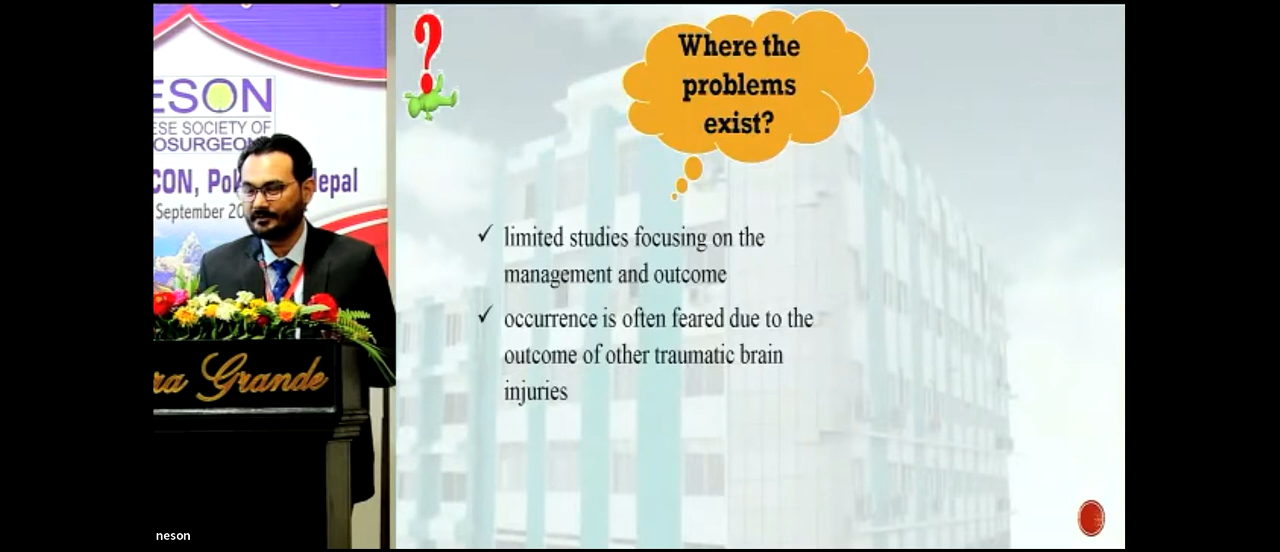 ESON
ESE SOCIETY OF
OSURGEON
CON, Pok epal
September 20
ra Grande
neson
?
Where the
problems
exist?
✓ limited studies focusing on the
management and outcome
✓ occurrence is often feared due to the
outcome of other traumatic brain
injuries